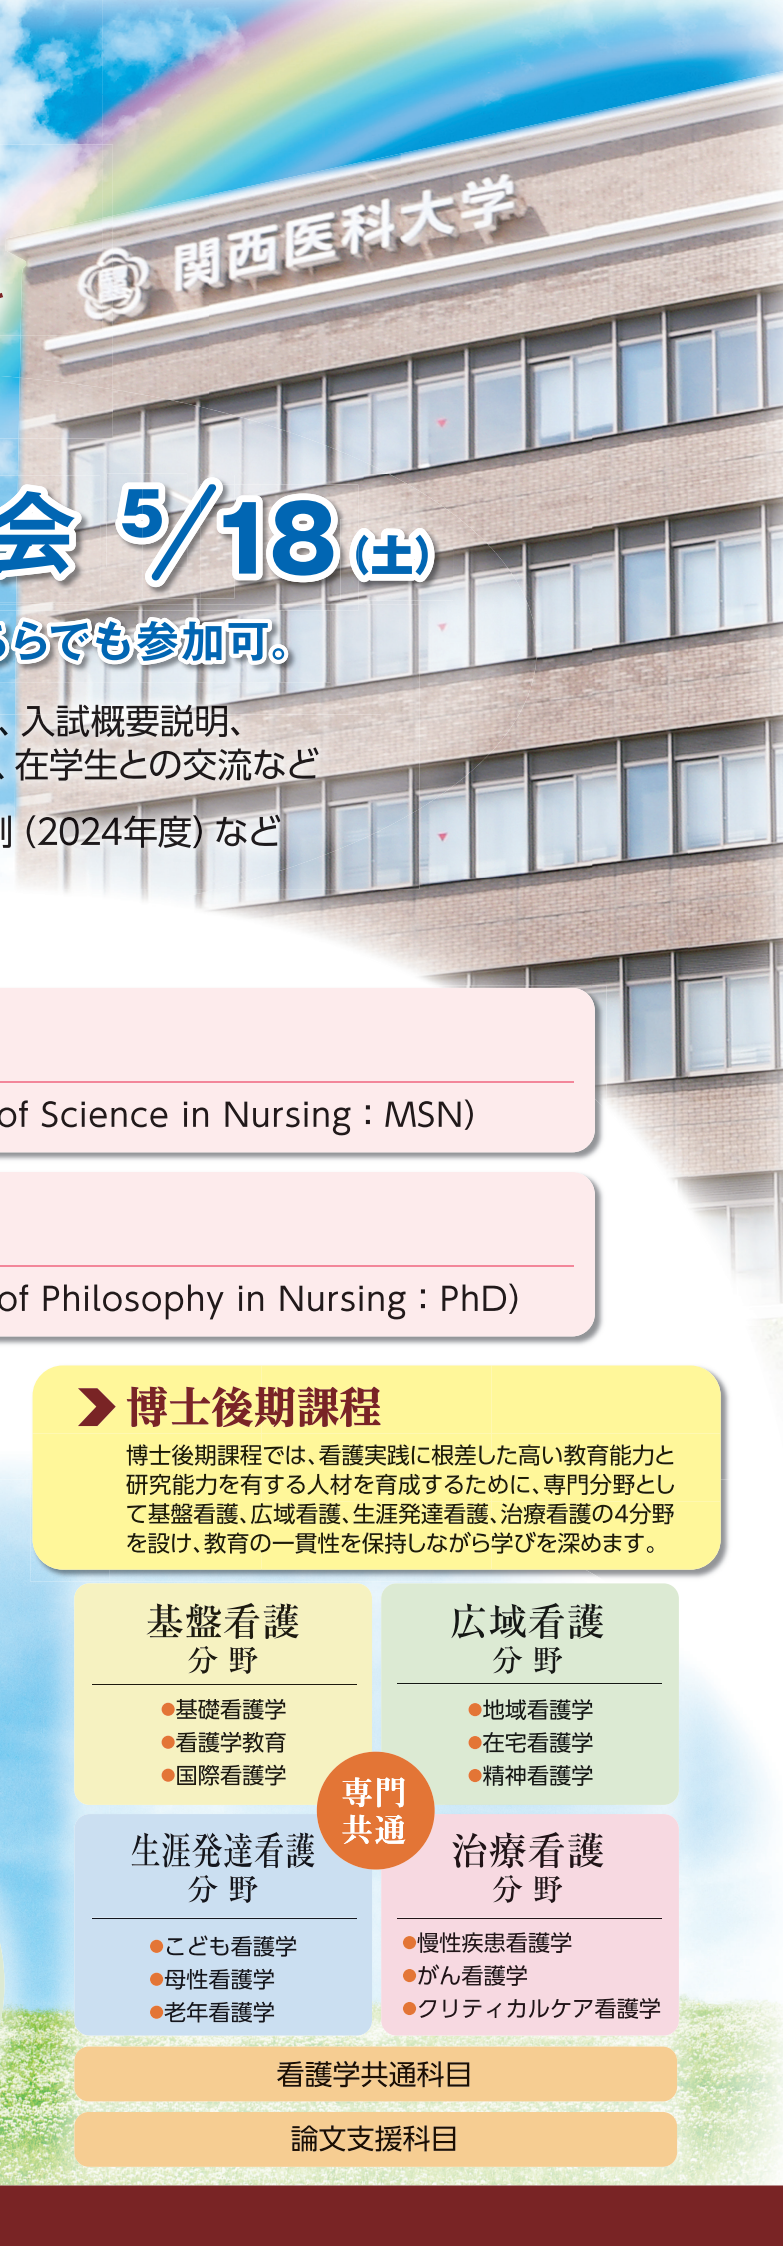 関西医科大学
会 5/18(土)
らでも参加可。
、入試概要説明、
、在学生との交流など
(2024年度)など
of Science in Nursing：MSN)
of Philosophy in Nursing：PhD)
博士後期課程
博士後期課程では、看護実践に根差した高い教育能力と
研究能力を有する人材を育成するために、専門分野とし
て基盤看護、広域看護、生涯発達看護、治療看護の4分野
を設け、教育の一貫性を保持しながら学びを深めます。
基盤看護
分野
●基礎看護学
●看護学教育
●国際看護学
広域看護
分野
●地域看護学
●在宅看護学
●精神看護学
専門
共通
生涯発達看護
分野
●こども看護学
●母性看護学
●老年看護学
治療看護
分野
●慢性疾患看護学
●がん看護学
●クリティカルケア看護学
看護学共通科目
論文支援科目